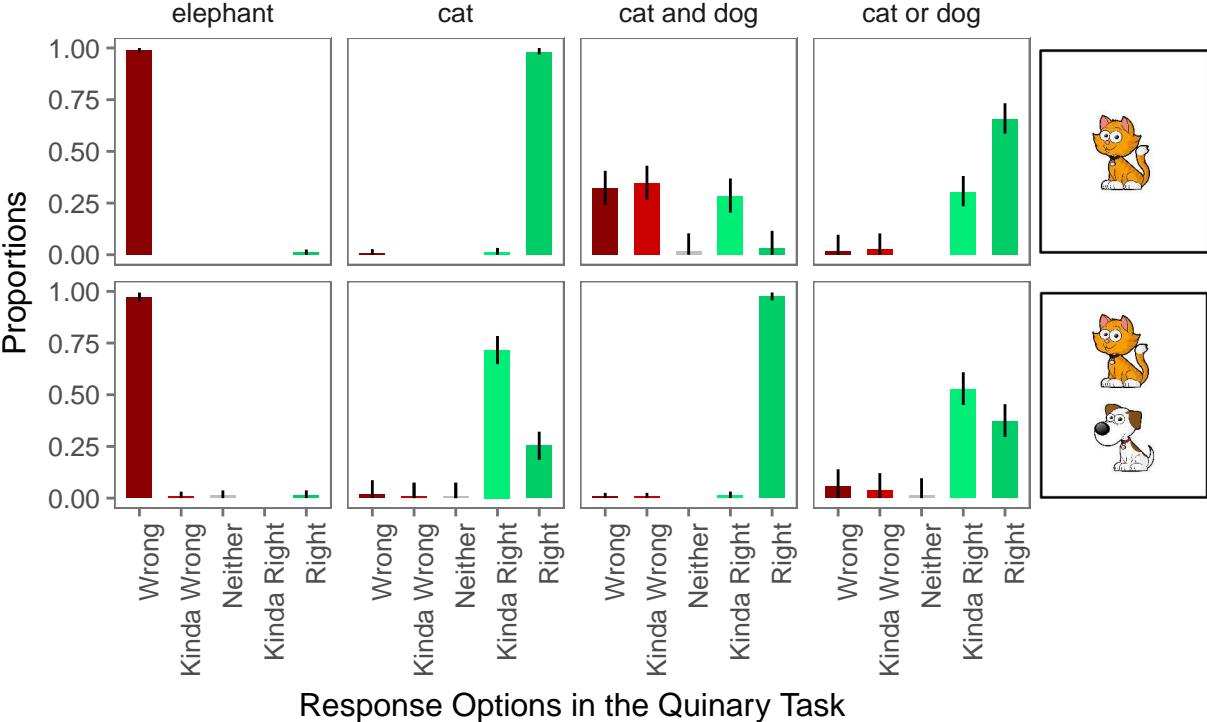 elephant cat cat and dog cat or dog
Proportions
1.00
0.75
0.50
0.25
0.00
1.00
0.75
0.50
0.25
0.00
Wrong Kinda Wrong Neither Kinda Right Right Wrong Kinda Wrong Neither Kinda Right Right Wrong Kinda Wrong Neither Kinda Right Right Wrong Kinda Wrong Neither Kinda Right Right
Response Options in the Quinary Task